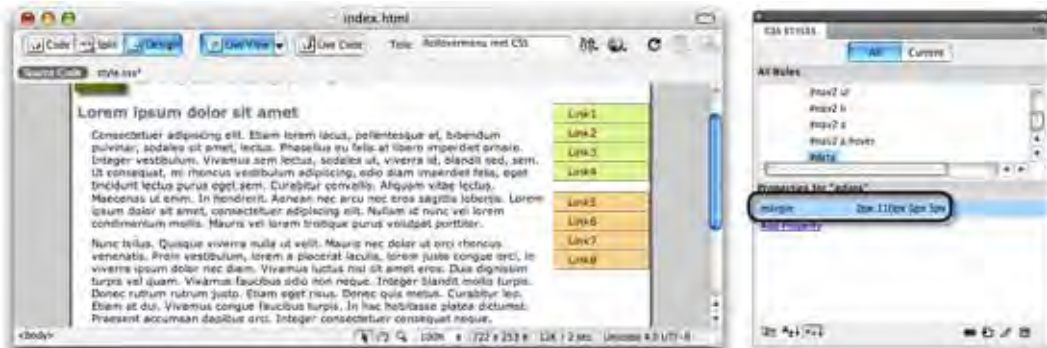 index.html
Code Split Design Live View Live Code Title: Rollovermenu met CSS
Source Code style.css*
Lorem ipsum dolor sit amet
Consectetuer adipiscing elit. Etiam lorem lacus, pellentesque at, bibendum
pulvinar, sodales sit amet, lectus. Phasellus eu felis at libero imperdiet ornare.
Integer vestibulum. Vivamus sem lectus, sodales ut, viverra id, blandit sed, sem.
Ut consequat, mi rhoncus vestibulum adipiscing, odio diam imperdiet felis, eget
tincidunt lectus purus eget sem. Curabitur convallis. Aliquam vitae lectus.
Maecenas ut enim. In hendrerit. Aenean nec arcu nec eros sagittis lobortis. Lorem
ipsum dolor sit amet, consectetuer adipiscing elit. Nullam id nunc vel lorem
condimentum mollis. Mauris vel lorem tristique purus volutpat porttitor.
Nunc tellus. Quisque viverra nulla ut velit. Mauris nec dolor ut orci rhoncus
venenatis. Proin vestibulum, lorem a placerat iaculis, lorem justo congue orci, in
viverra ipsum dolor nec diam. Vivamus luctus nisl sit amet eros. Duis dignissim
turpis vel quam. Vivamus faucibus odio non neque. Integer blandit mollis turpis.
Donec rutrum rutrum justo. Etiam eget risus. Donec quis metus. Curabitur leo.
Etiam at dui. Vivamus congue faucibus turpis. In hac habitasse platea dictumst.
Praesent accumsan dapibus orci. Integer consectetuer consequat neque.
Link1
Link2
Link3
Link4
Link5
Link6
Link7
Link8
<body> 100% 722 x 253 12K / 2 sec Unicode 4.0 UTF-8
CSS STYLES
All Current
All Rules
#nav2 ul
#nav2 li
#nav2 a
#nav2 a:hover
#data
Properties for "#data"
margin 0px 110px 5px 5px
Add Property